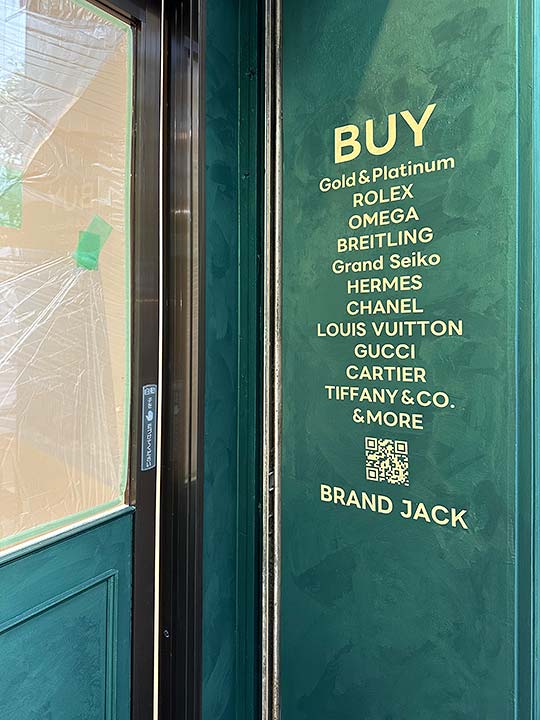 BUY
Gold & Platinum
ROLEX
OMEGA
BREITLING
Grand Seiko
HERMES
CHANEL
LOUIS VUITTON
GUCCI
CARTIER
TIFFANY & CO.
& MORE
BRAND JACK